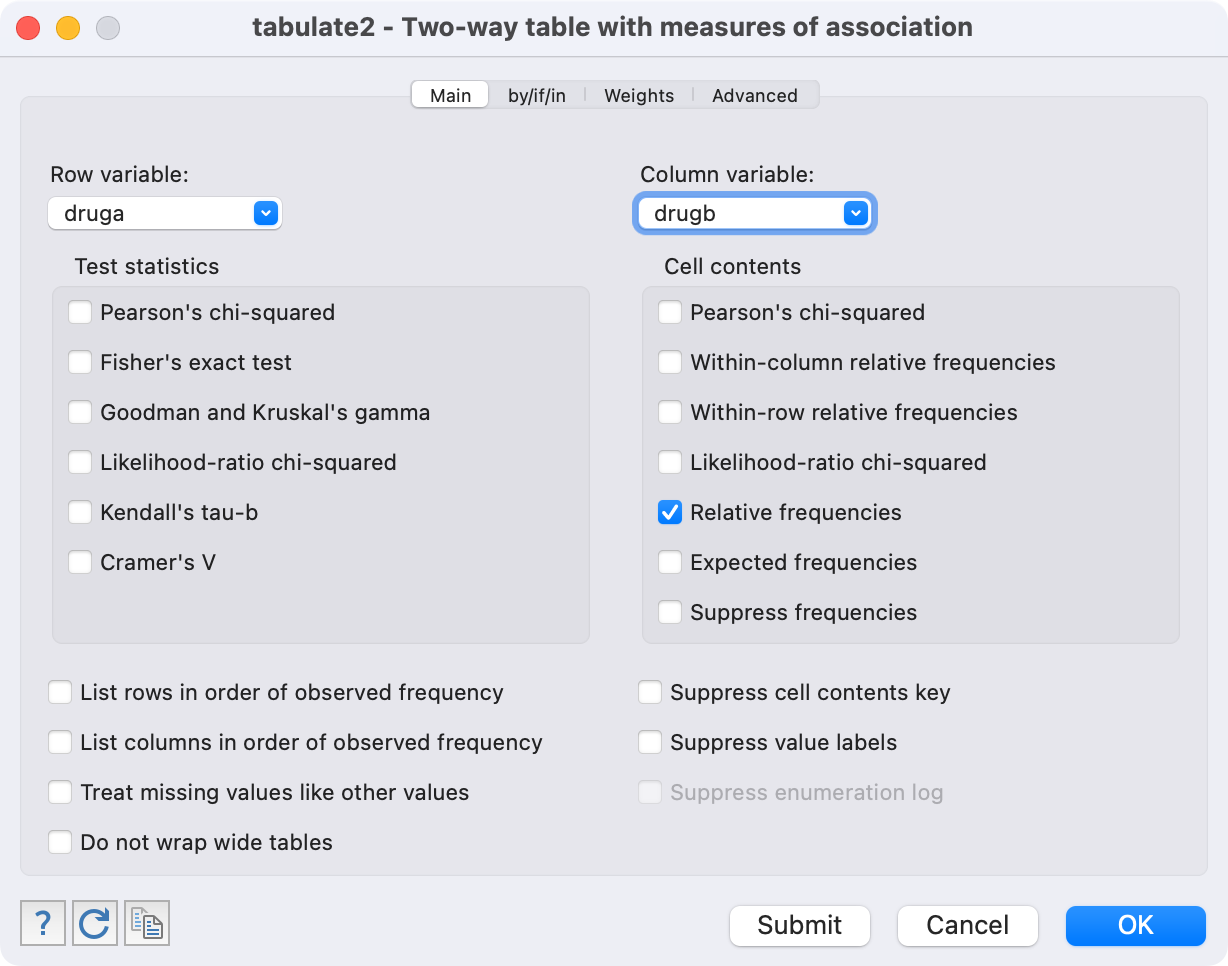 tabulate2 - Two-way table with measures of association
Main by/if/in Weights Advanced
Row variable:
druga
Column variable:
drugb
Test statistics
Pearson's chi-squared
Fisher's exact test
Goodman and Kruskal's gamma
Likelihood-ratio chi-squared
Kendall's tau-b
Cramer's V
Cell contents
Pearson's chi-squared
Within-column relative frequencies
Within-row relative frequencies
Likelihood-ratio chi-squared
Relative frequencies
Expected frequencies
Suppress frequencies
List rows in order of observed frequency
List columns in order of observed frequency
Treat missing values like other values
Do not wrap wide tables
Suppress cell contents key
Suppress value labels
Suppress enumeration log
?
Submit Cancel OK